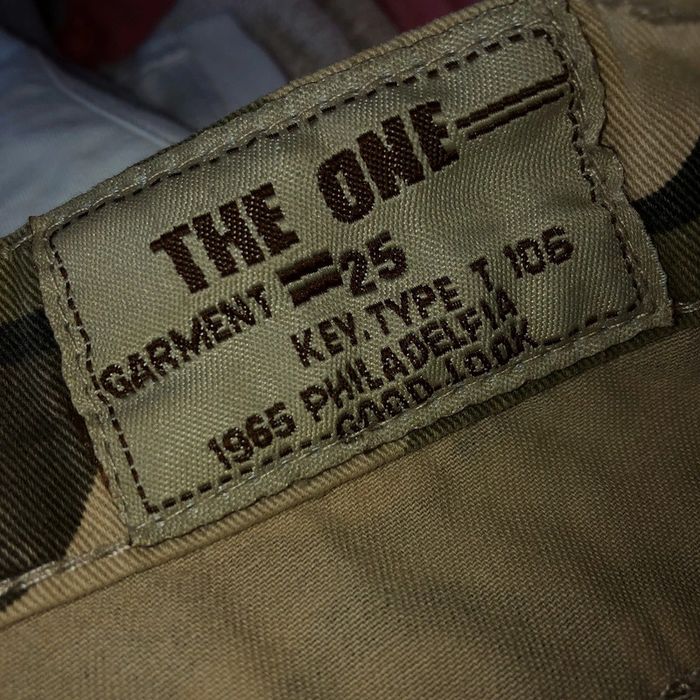 THE ONE
GARMENT =25
KEY.TYPE T 106
1965 PHILADELFIA
GOOD LOOK